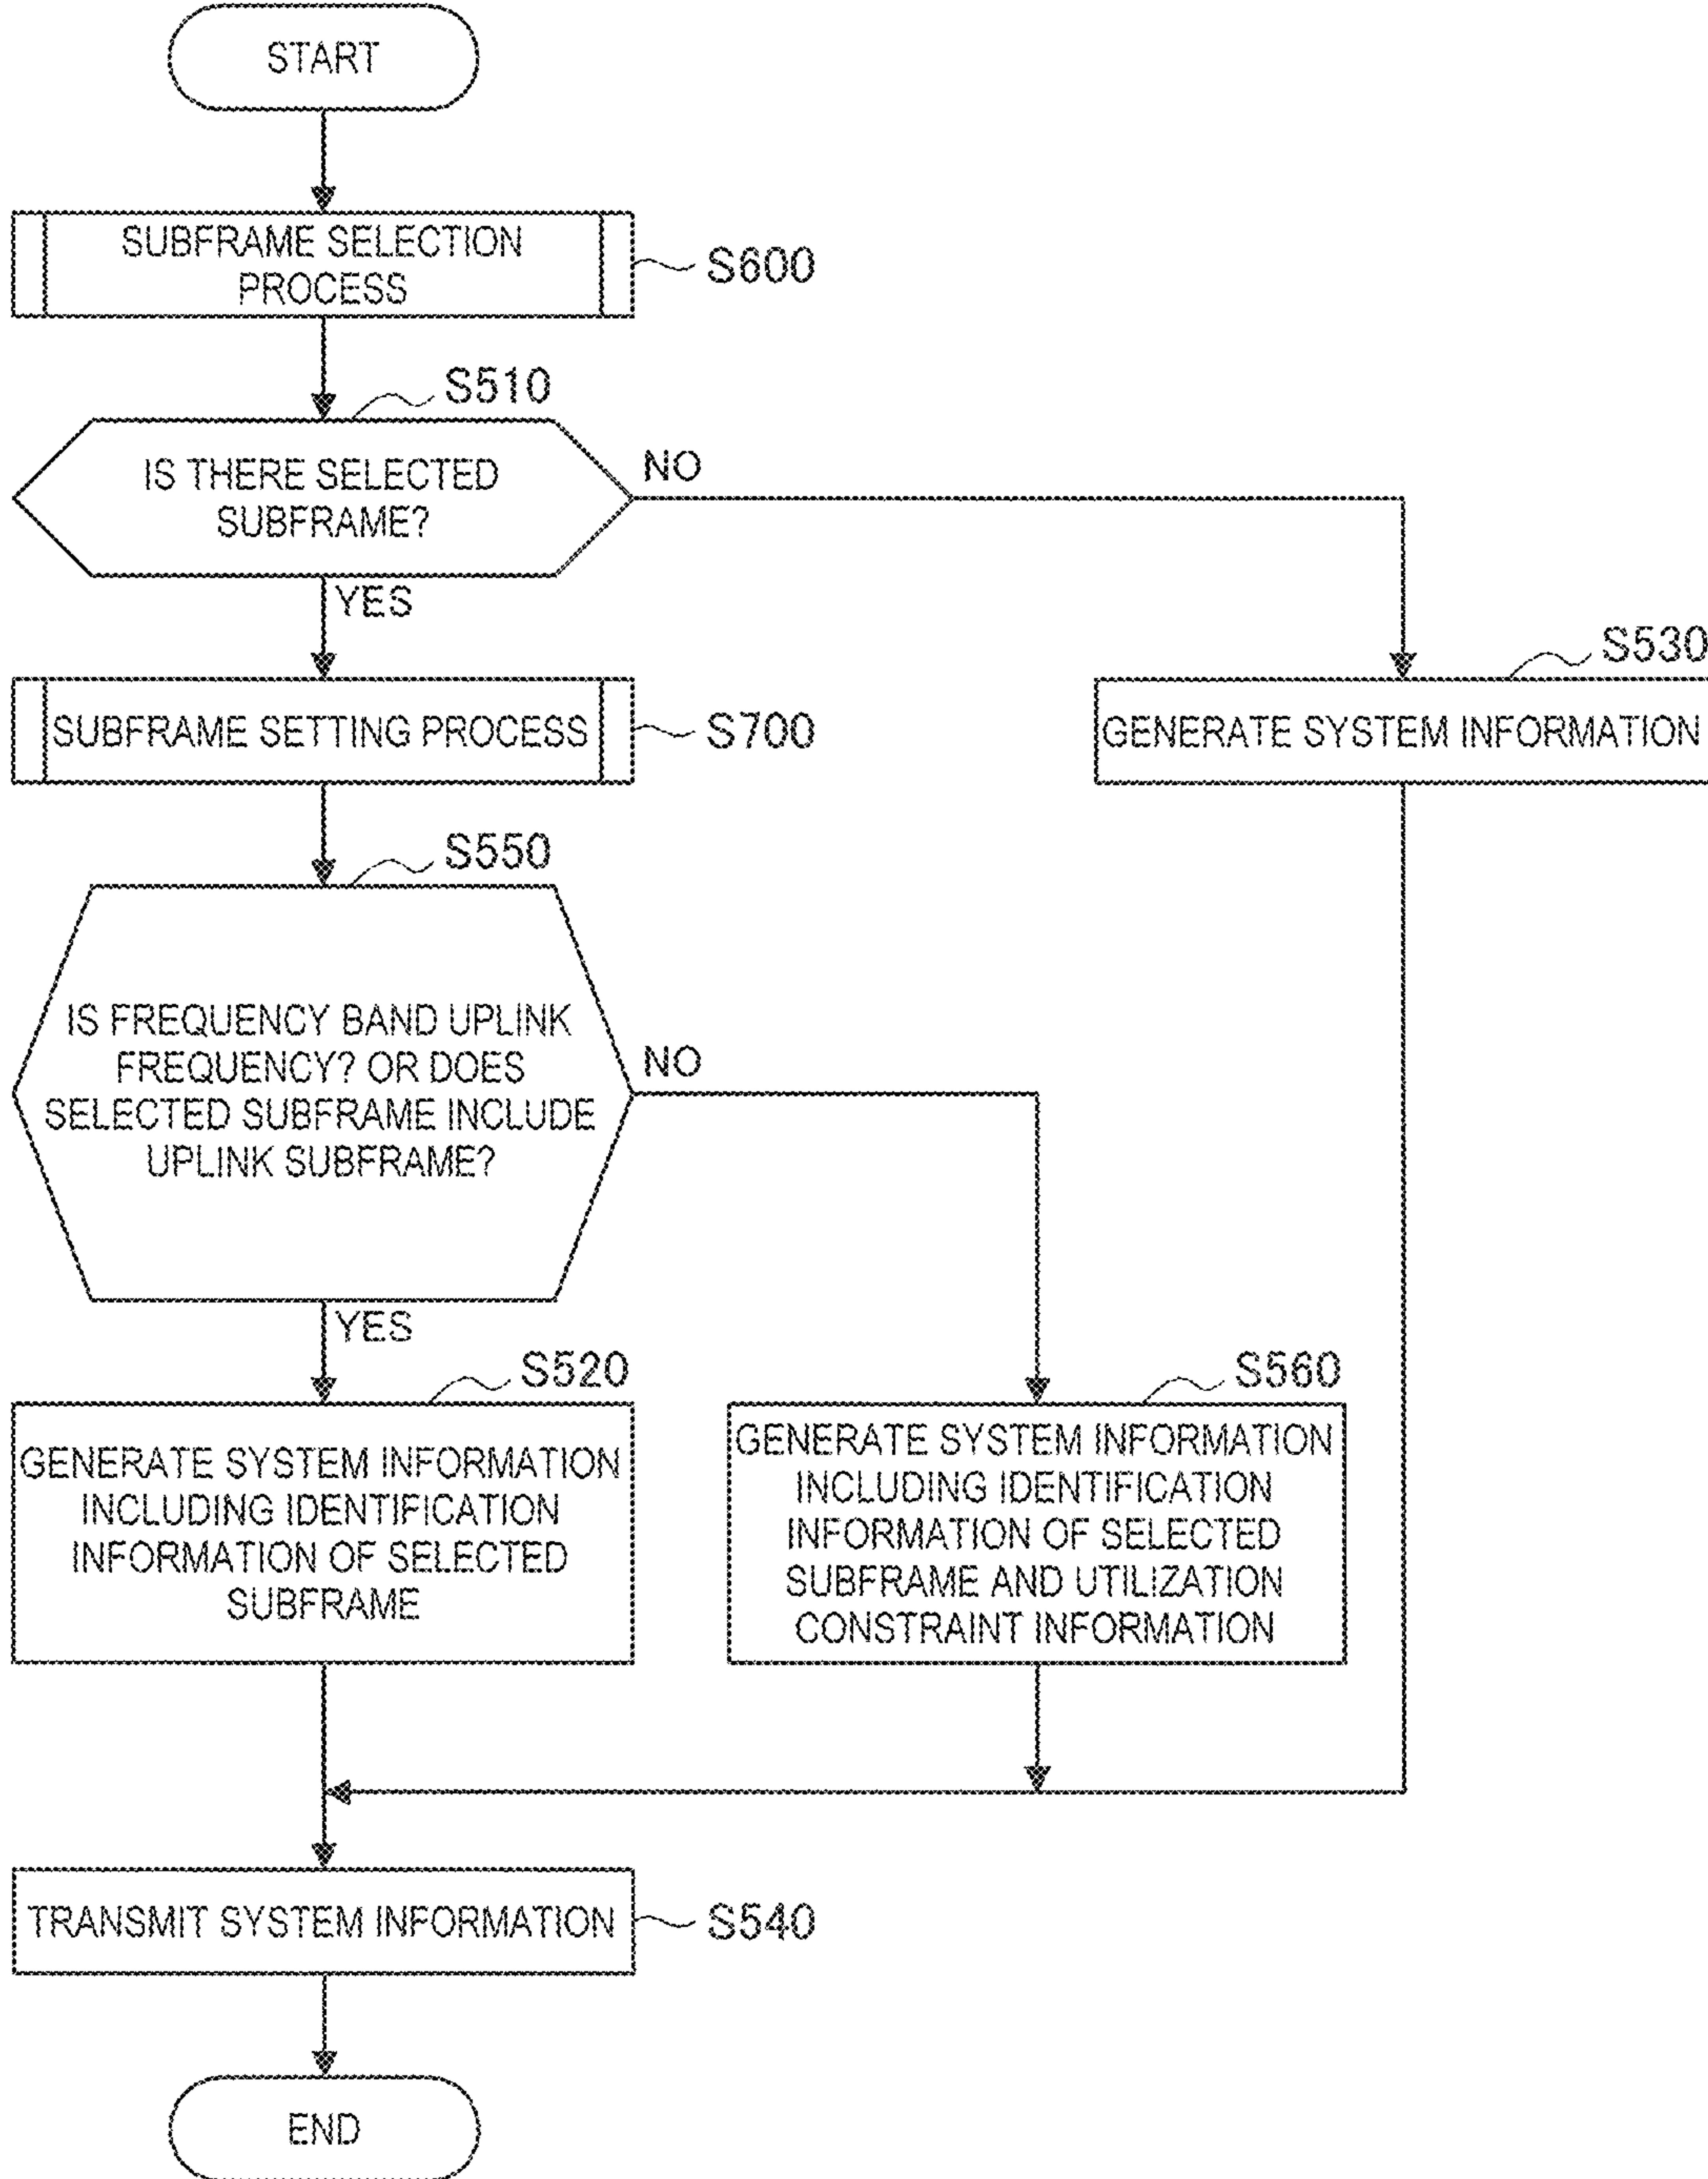 START
SUBFRAME SELECTION
PROCESS
S600
S510
IS THERE SELECTED
SUBFRAME?
NO
YES
SUBFRAME SETTING PROCESS
S700
S530
GENERATE SYSTEM INFORMATION
S550
IS FREQUENCY BAND UPLINK
FREQUENCY? OR DOES
SELECTED SUBFRAME INCLUDE
UPLINK SUBFRAME?
NO
YES
S520
GENERATE SYSTEM INFORMATION
INCLUDING IDENTIFICATION
INFORMATION OF SELECTED
SUBFRAME
S560
GENERATE SYSTEM INFORMATION
INCLUDING IDENTIFICATION
INFORMATION OF SELECTED
SUBFRAME AND UTILIZATION
CONSTRAINT INFORMATION
TRANSMIT SYSTEM INFORMATION
S540
END